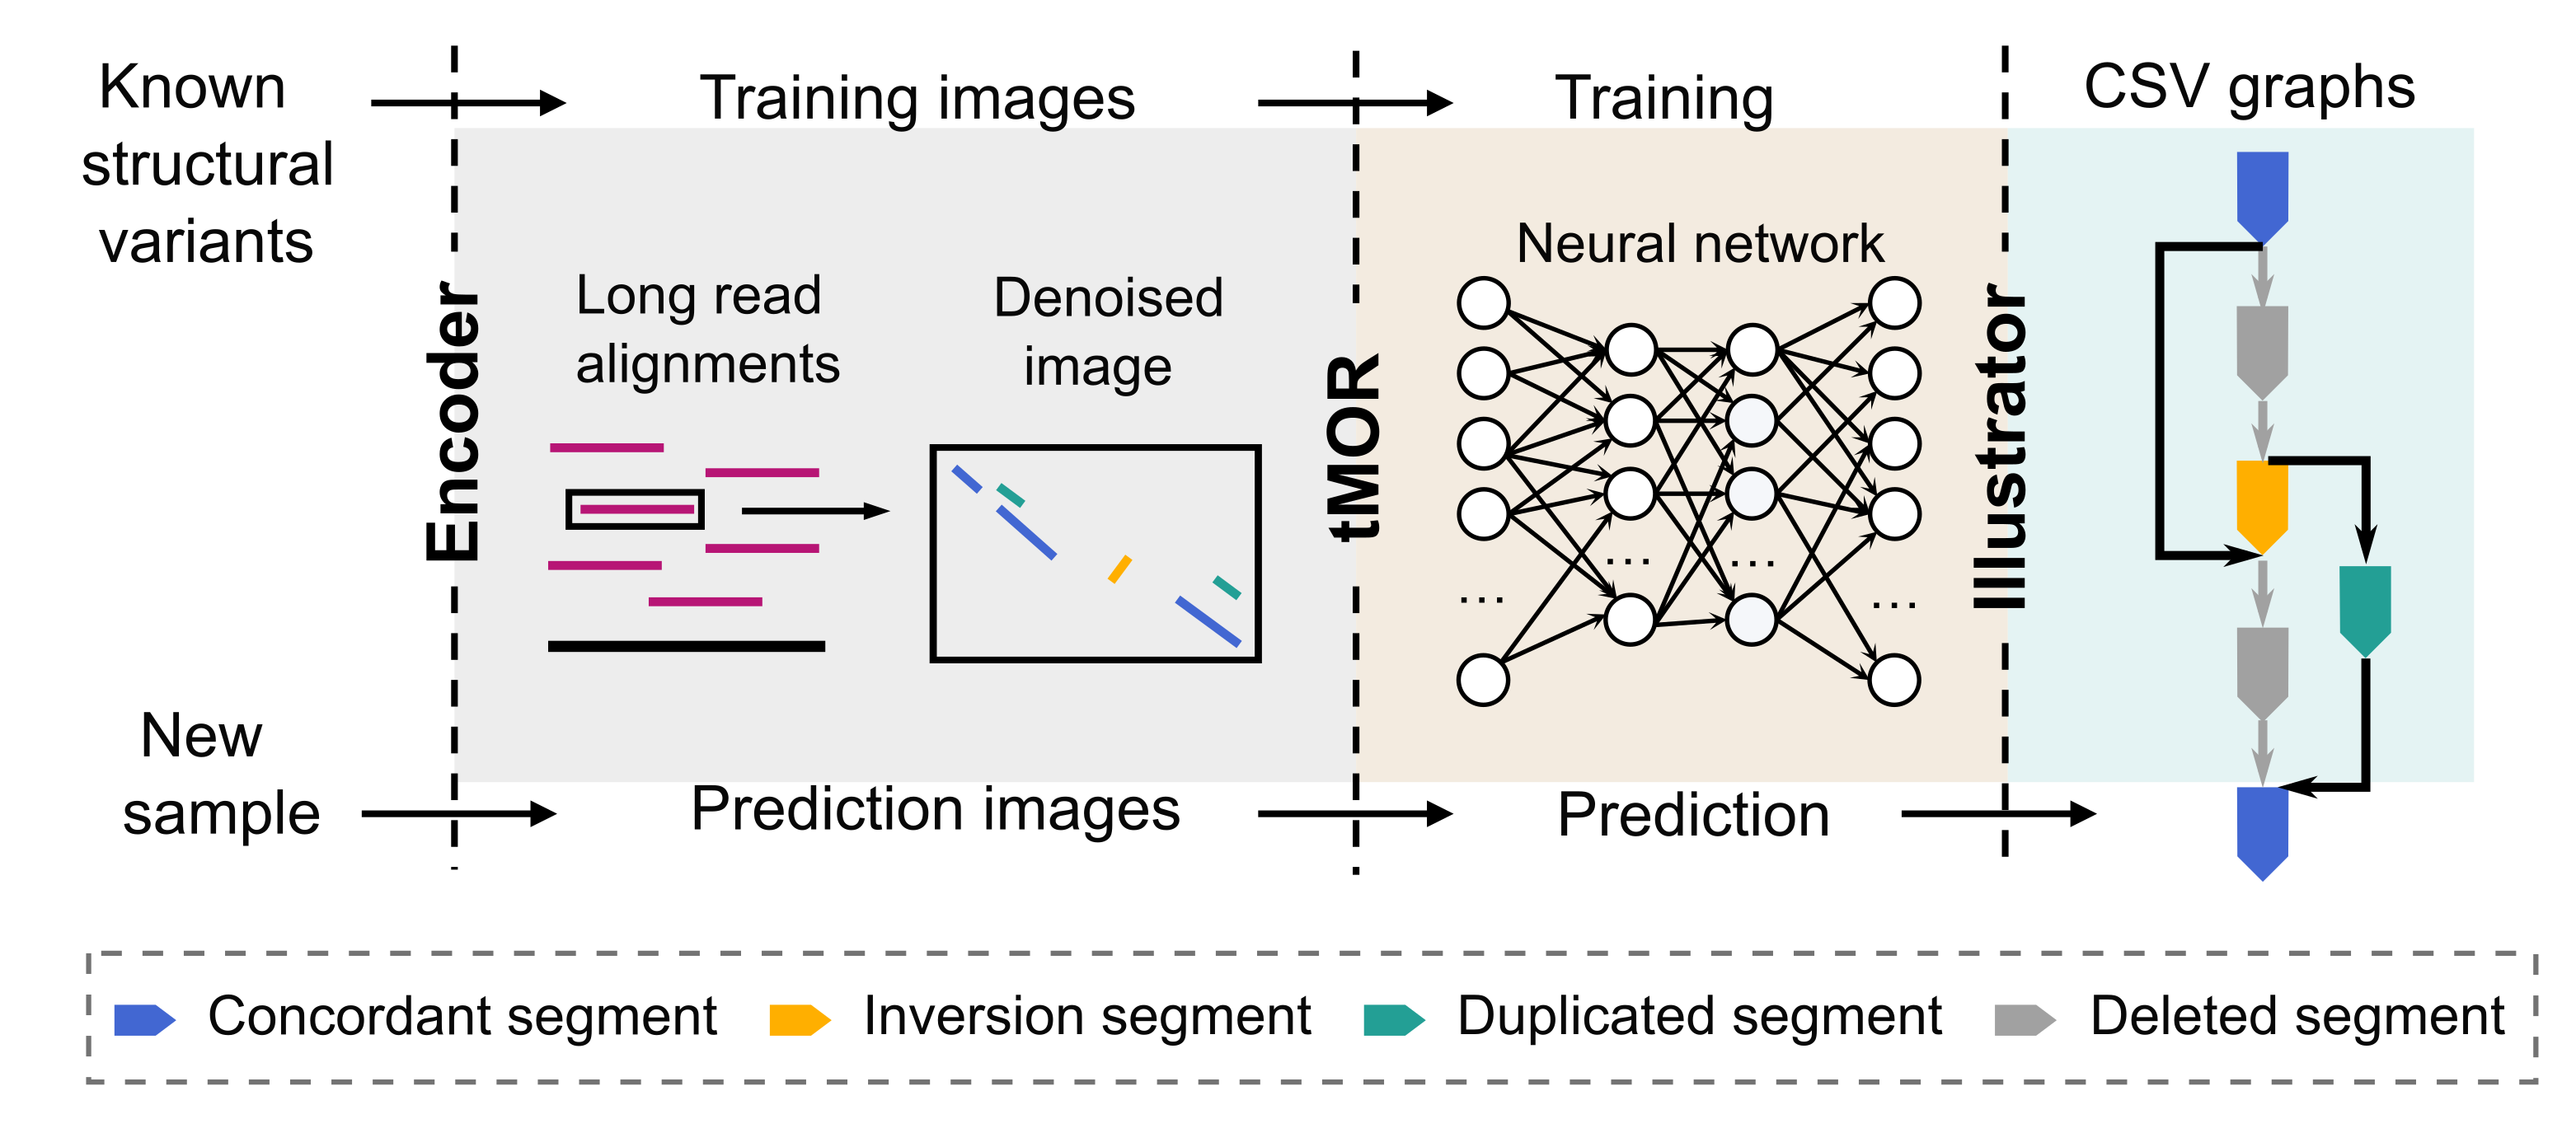 Known
structural
variants
Training images
Training
CSV graphs
Encoder
Long read
alignments
Denoised
image
tMOR
Neural network
...
...
...
...
Illustrator
New
sample
Prediction images
Prediction
Concordant segment
Inversion segment
Duplicated segment
Deleted segment